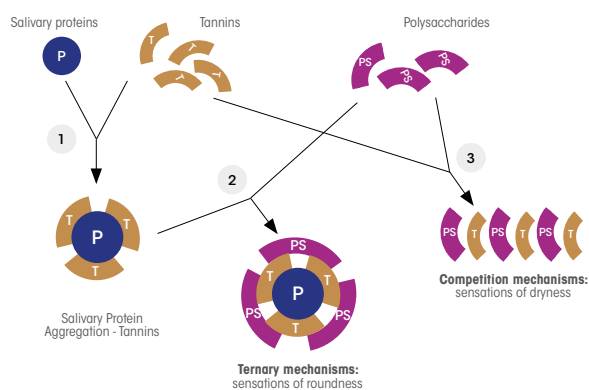 Salivary proteins
Tannins
Polysaccharides
P
T
T
T
T
PS
PS
PS
1
2
3
T
T
P
T
PS
T
T
P
PS
PS
T
PS
T
PS
T
PS
T
Competition mechanisms:
sensations of dryness
Salivary Protein
Aggregation - Tannins
Ternary mechanisms:
sensations of roundness